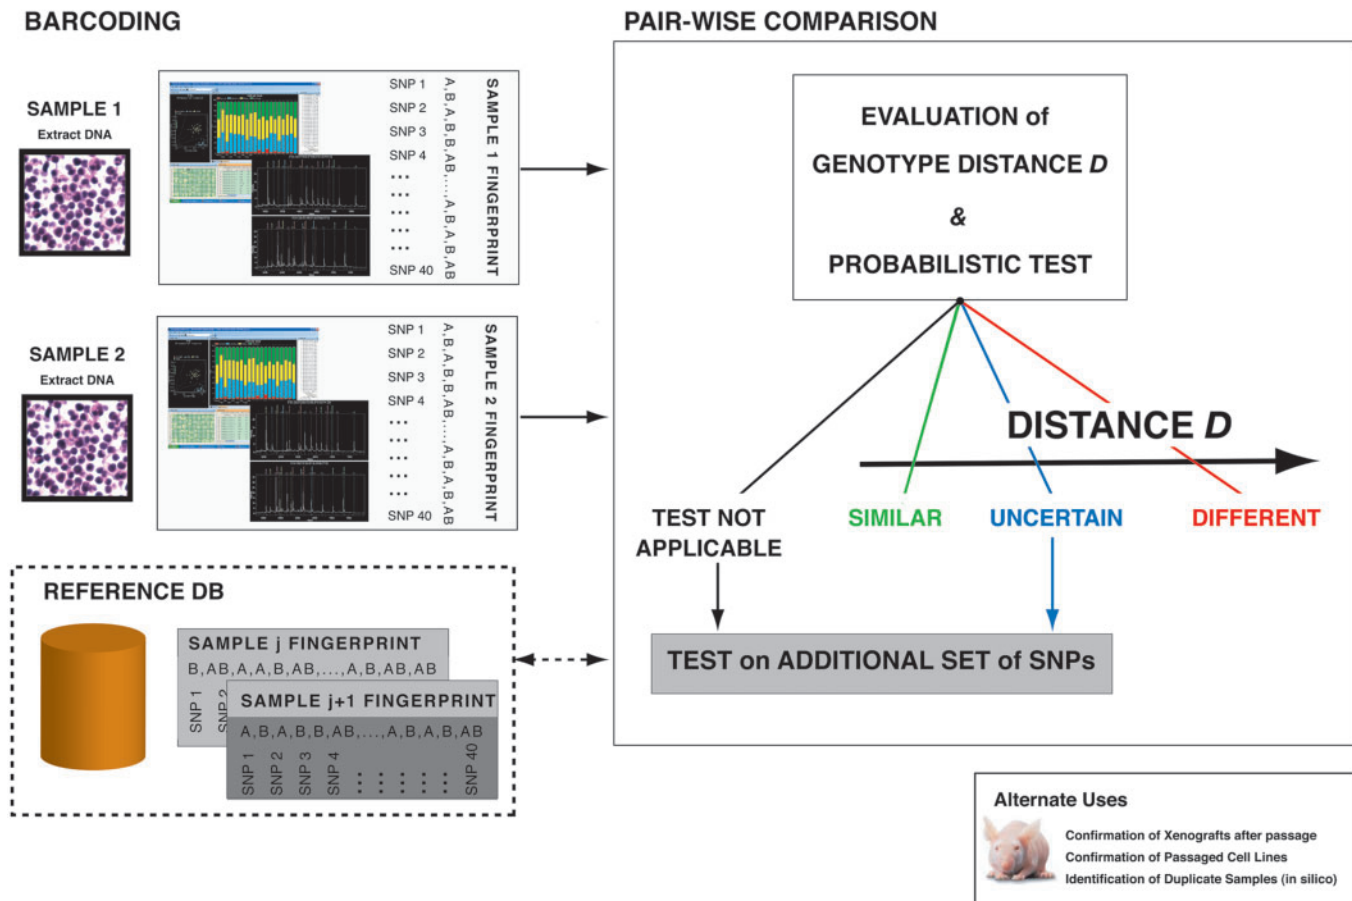 BARCODING
SAMPLE 1
Extract DNA
SNP 1
SNP 2
SNP 3
SNP 4
...
...
...
...
SNP 40
A,B,A,B,B,AB,...,A,B,A,B,AB
SAMPLE 1 FINGERPRINT
SAMPLE 2
Extract DNA
SNP 1
SNP 2
SNP 3
SNP 4
...
...
...
...
SNP 40
A,B,A,B,B,AB,...,A,B,A,B,AB
SAMPLE 2 FINGERPRINT
REFERENCE DB
SAMPLE j FINGERPRINT
B,AB,A,A,B,AB,...,A,B,AB,AB
SNP 1
SNP 2
SAMPLE j+1 FINGERPRINT
A,B,A,B,B,AB,...,A,B,A,B,AB
SNP 1
SNP 2
SNP 3
SNP 4
... ... ... ... ...
SNP 40
PAIR-WISE COMPARISON
EVALUATION of
GENOTYPE DISTANCE D
&
PROBABILISTIC TEST
DISTANCE D
TEST NOT
APPLICABLE
SIMILAR
UNCERTAIN
DIFFERENT
TEST on ADDITIONAL SET of SNPs
Alternate Uses
Confirmation of Xenografts after passage
Confirmation of Passaged Cell Lines
Identification of Duplicate Samples (in silico)